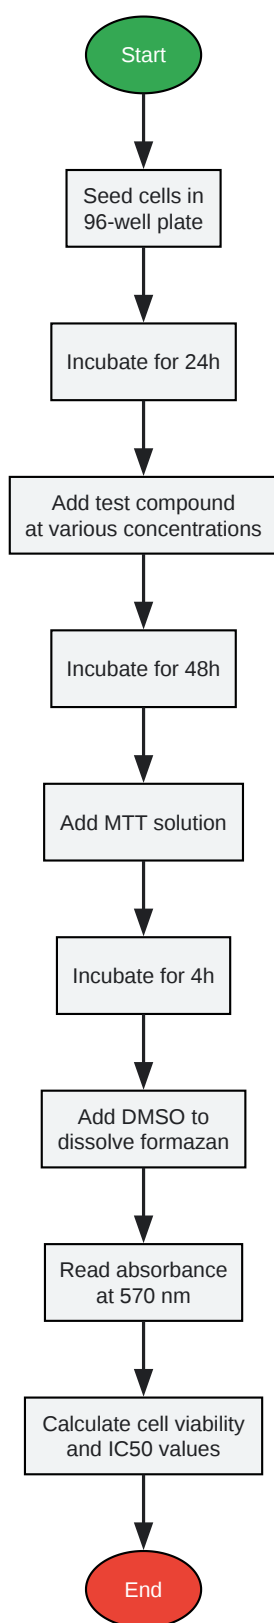 Start
Seed cells in
96-well plate
Incubate for 24h
Add test compound
at various concentrations
Incubate for 48h
Add MTT solution
Incubate for 4h
Add DMSO to
dissolve formazan
Read absorbance
at 570 nm
Calculate cell viability
and IC50 values
End